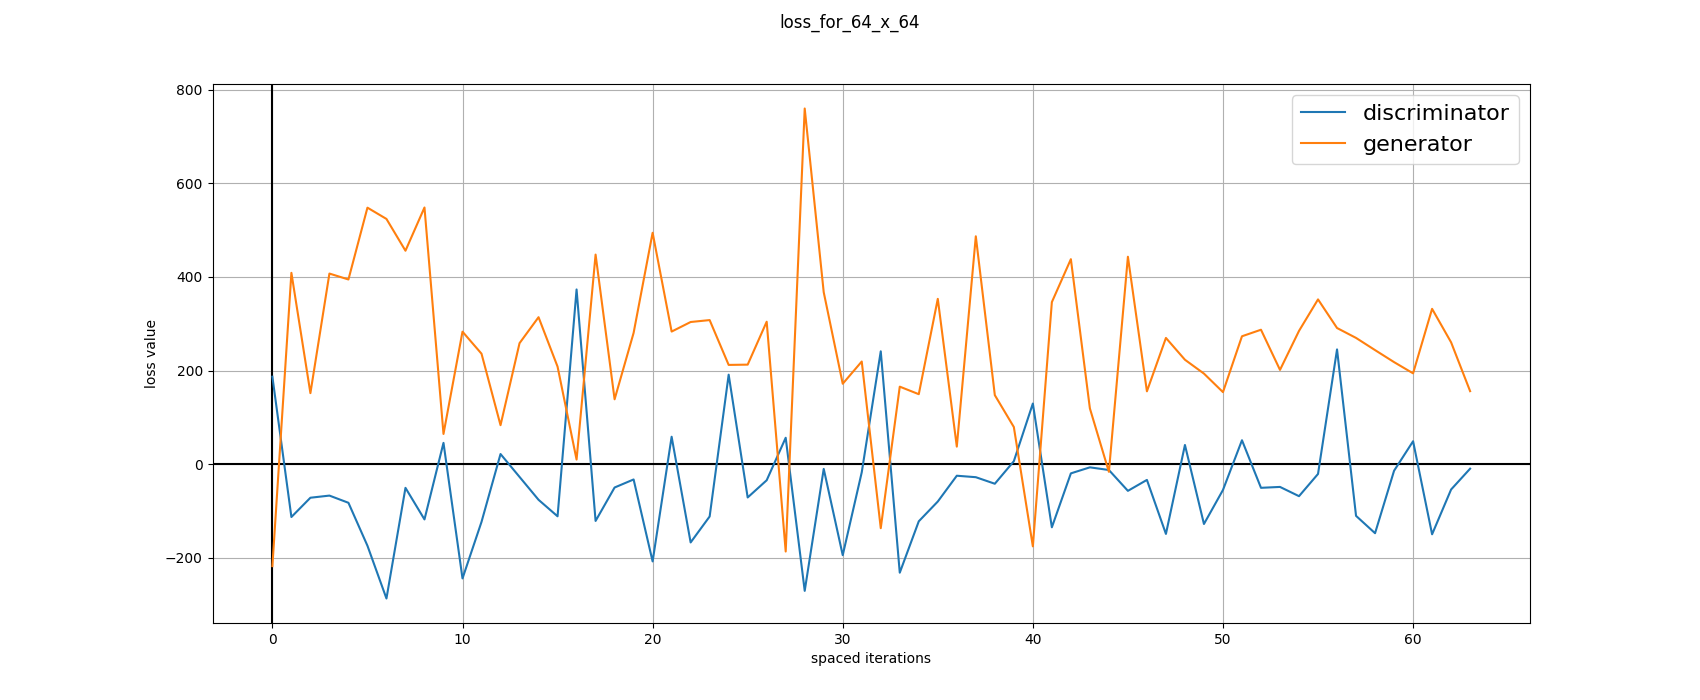 loss_for_64_x_64
discriminator
generator
800
600
400
200
0
−200
loss value
0
10
20
30
40
50
60
spaced iterations